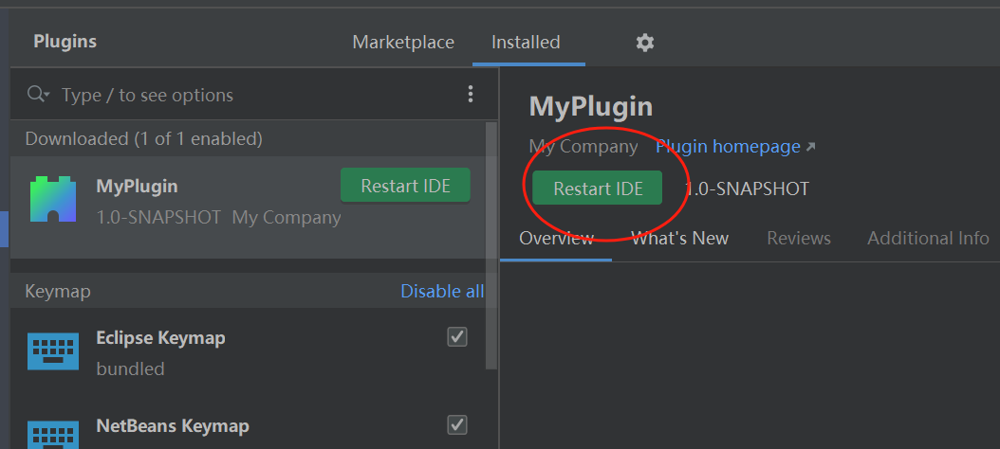 Plugins
Marketplace
Installed
Type / to see options
Downloaded (1 of 1 enabled)
MyPlugin
Restart IDE
1.0-SNAPSHOT My Company
Keymap
Disable all
Eclipse Keymap
bundled
NetBeans Keymap
MyPlugin
My Company Plugin homepage
Restart IDE
1.0-SNAPSHOT
Overview
What's New
Reviews
Additional Info